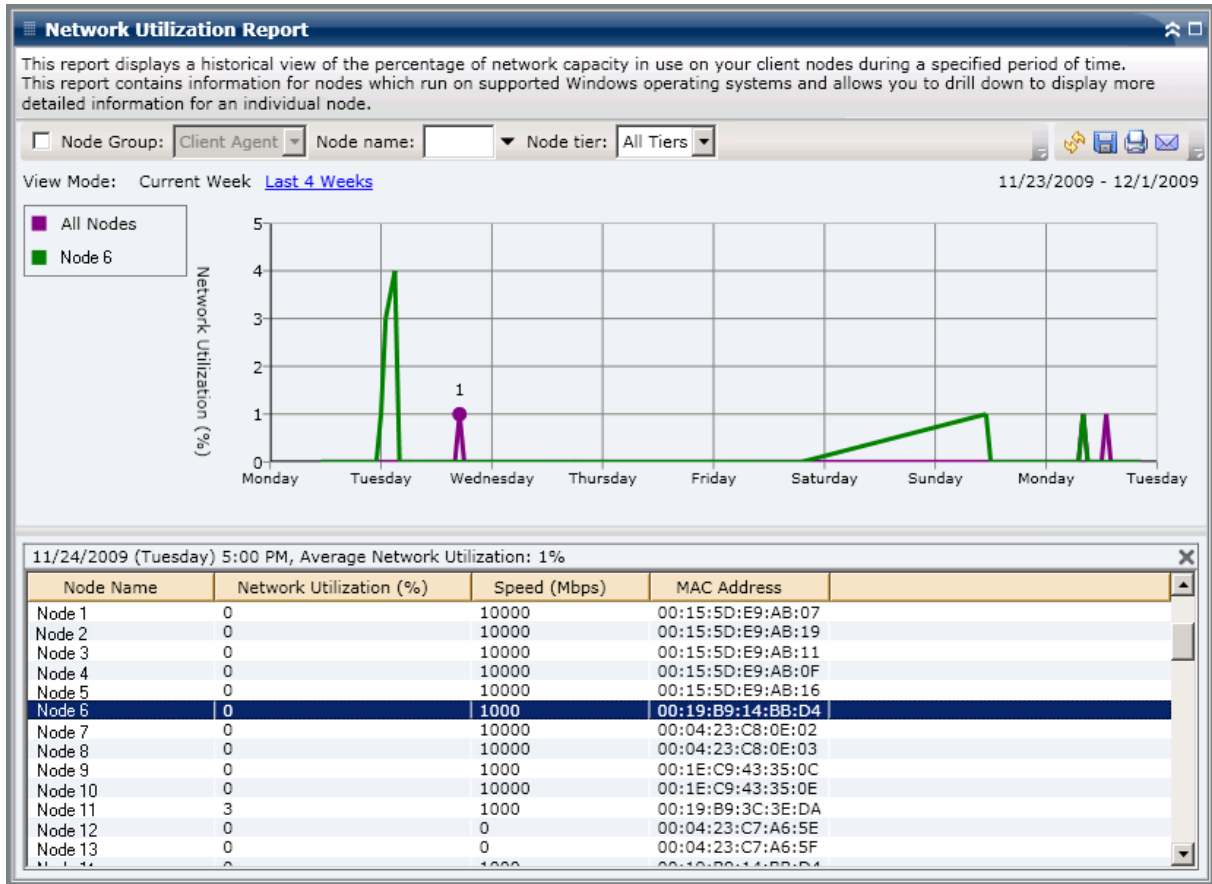 Network Utilization Report
This report displays a historical view of the percentage of network capacity in use on your client nodes during a specified period of time.
This report contains information for nodes which run on supported Windows operating systems and allows you to drill down to display more
detailed information for an individual node.
Node Group: Client Agent Node name: Node tier: All Tiers
View Mode: Current Week Last 4 Weeks 11/23/2009 - 12/1/2009
All Nodes
Node 6
Network Utilization (%)
5
4
3
2
1
0
1
Monday Tuesday Wednesday Thursday Friday Saturday Sunday Monday Tuesday
11/24/2009 (Tuesday) 5:00 PM, Average Network Utilization: 1%
Node Name Network Utilization (%) Speed (Mbps) MAC Address
Node 1 0 10000 00:15:5D:E9:AB:07
Node 2 0 10000 00:15:5D:E9:AB:19
Node 3 0 10000 00:15:5D:E9:AB:11
Node 4 0 10000 00:15:5D:E9:AB:0F
Node 5 0 10000 00:15:5D:E9:AB:16
Node 6 0 1000 00:19:B9:14:BB:D4
Node 7 0 10000 00:04:23:C8:0E:02
Node 8 0 10000 00:04:23:C8:0E:03
Node 9 0 1000 00:1E:C9:43:35:0C
Node 10 0 10000 00:1E:C9:43:35:0E
Node 11 3 1000 00:19:B9:3C:3E:DA
Node 12 0 0 00:04:23:C7:A6:5E
Node 13 0 0 00:04:23:C7:A6:5F